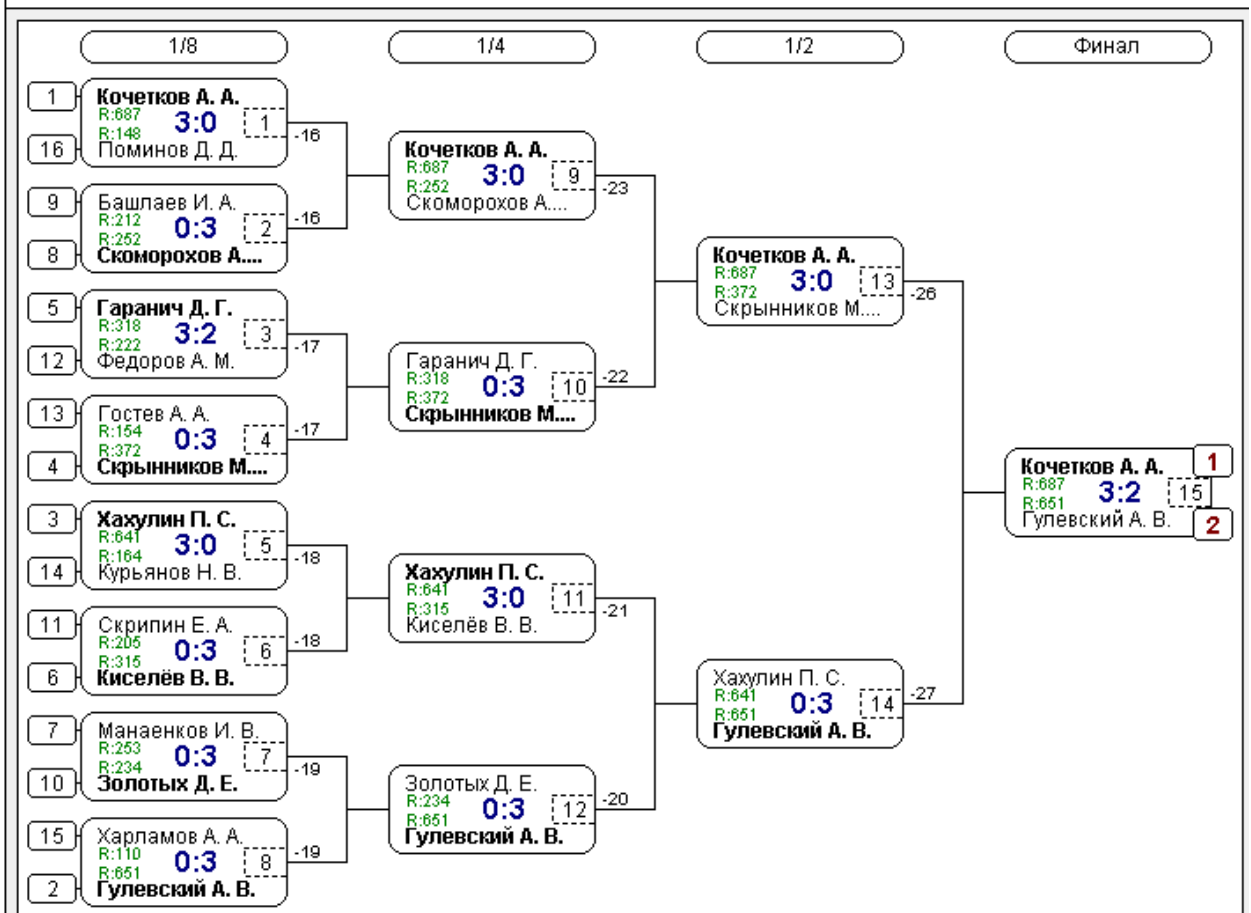 1/8
1/4
1/2
Финал
1
Кочетков А. А.
R:687
3:0
1
-16
R:148
16
Поминов Д. Д.
9
Башлаев И. А.
R:212
0:3
2
-16
R:252
8
Скоморохов А....
5
Гаранич Д. Г.
R:318
3:2
3
-17
R:222
12
Федоров А. М.
13
Гостев А. А.
R:154
0:3
4
-17
R:372
4
Скрынников М....
3
Хахулин П. С.
R:641
3:0
5
-18
R:164
14
Курьянов Н. В.
11
Скрипин Е. А.
R:205
0:3
6
-18
R:315
6
Киселёв В. В.
7
Манаенков И. В.
R:253
0:3
7
-19
R:234
10
Золотых Д. Е.
15
Харламов А. А.
R:110
0:3
8
-19
R:651
2
Гулевский А. В.
Кочетков А. А.
R:687
3:0
9
-23
R:252
Скоморохов А....
Гаранич Д. Г.
R:318
0:3
10
-22
R:372
Скрынников М....
Хахулин П. С.
R:641
3:0
11
-21
R:315
Киселёв В. В.
Золотых Д. Е.
R:234
0:3
12
-20
R:651
Гулевский А. В.
Кочетков А. А.
R:687
3:0
13
-26
R:372
Скрынников М....
Хахулин П. С.
R:641
0:3
14
-27
R:651
Гулевский А. В.
Кочетков А. А.
1
R:687
3:2
15
R:651
Гулевский А. В.
2